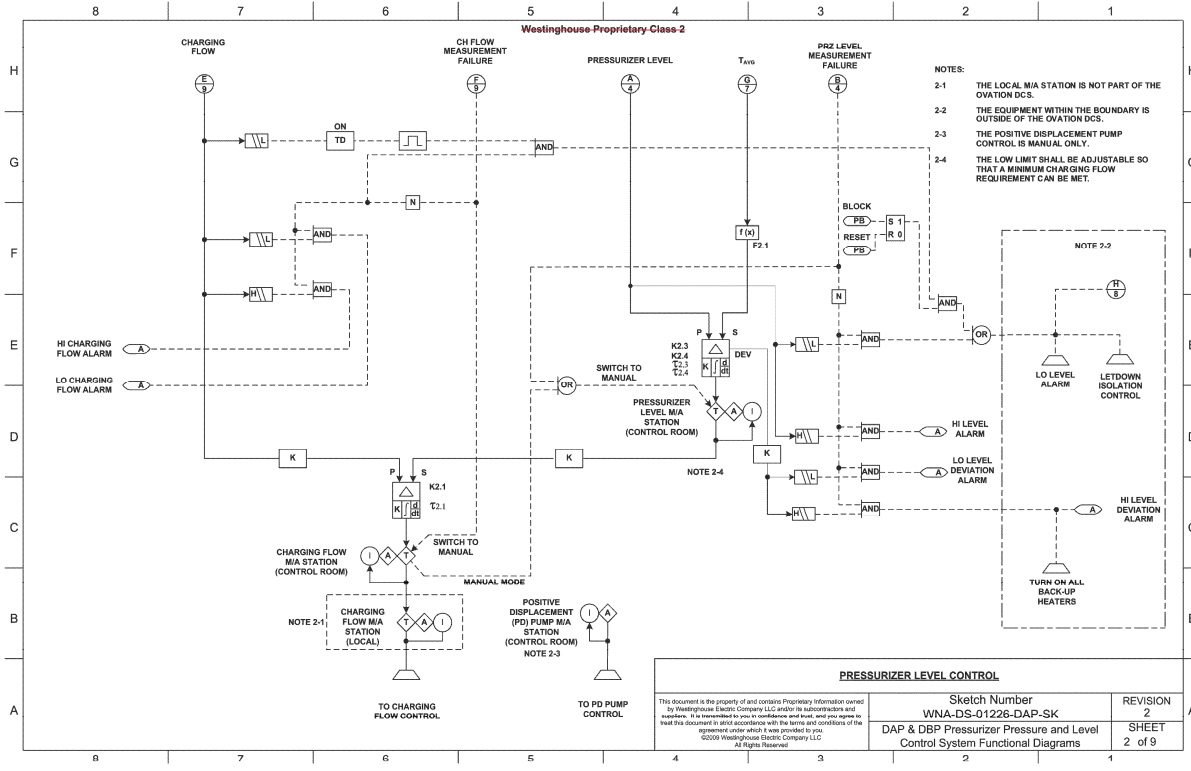 8 7 6 5 4 3 2 1
Westinghouse Proprietary Class 2
CHARGING
FLOW
E
9
CH FLOW
MEASUREMENT
FAILURE
F
9
PRESSURIZER LEVEL
A
4
TAVG
G
7
PRZ LEVEL
MEASUREMENT
FAILURE
B
4
NOTES:
2-1 THE LOCAL M/A STATION IS NOT PART OF THE
OVATION DCS.
2-2 THE EQUIPMENT WITHIN THE BOUNDARY IS
OUTSIDE OF THE OVATION DCS.
2-3 THE POSITIVE DISPLACEMENT PUMP
CONTROL IS MANUAL ONLY.
2-4 THE LOW LIMIT SHALL BE ADJUSTABLE SO
THAT A MINIMUM CHARGING FLOW
REQUIREMENT CAN BE MET.
H
G
F
E
D
C
B
A
L
ON
TD
AND
N
L
AND
H
AND
HI CHARGING
FLOW ALARM
A
LO CHARGING
FLOW ALARM
A
f (x)
F2.1
BLOCK
PB
S 1
RESET
PB
R 0
N
AND
OR
NOTE 2-2
H
8
LO LEVEL
ALARM
LETDOWN
ISOLATION
CONTROL
P S
K2.3
K2.4
τ2.3
τ2.4
K ∫ d
dt
DEV
L
AND
SWITCH TO
MANUAL
OR
PRESSURIZER
LEVEL M/A
STATION
(CONTROL ROOM)
T A I
H
AND
A
HI LEVEL
ALARM
K
K
K
NOTE 2-4
L
AND
A
LO LEVEL
DEVIATION
ALARM
P S
K2.1
τ2.1
K ∫ d
dt
H
AND
A
HI LEVEL
DEVIATION
ALARM
SWITCH TO
MANUAL
CHARGING FLOW
M/A STATION
(CONTROL ROOM)
I A T
MANUAL MODE
TURN ON ALL
BACK-UP
HEATERS
NOTE 2-1
CHARGING
FLOW M/A
STATION
(LOCAL)
T A I
POSITIVE
DISPLACEMENT
(PD) PUMP M/A
STATION
(CONTROL ROOM)
NOTE 2-3
I A
TO CHARGING
FLOW CONTROL
TO PD PUMP
CONTROL
PRESSURIZER LEVEL CONTROL
This document is the property of and contains Proprietary Information owned
by Westinghouse Electric Company LLC and/or its subcontractors and
suppliers. It is transmitted to you in confidence and trust, and you agree to
treat this document in strict accordance with the terms and conditions of the
agreement under which it was provided to you.
©2009 Westinghouse Electric Company LLC
All Rights Reserved
Sketch Number
WNA-DS-01226-DAP-SK
REVISION
2
DAP & DBP Pressurizer Pressure and Level
Control System Functional Diagrams
SHEET
2 of 9
8 7 6 5 4 3 2 1